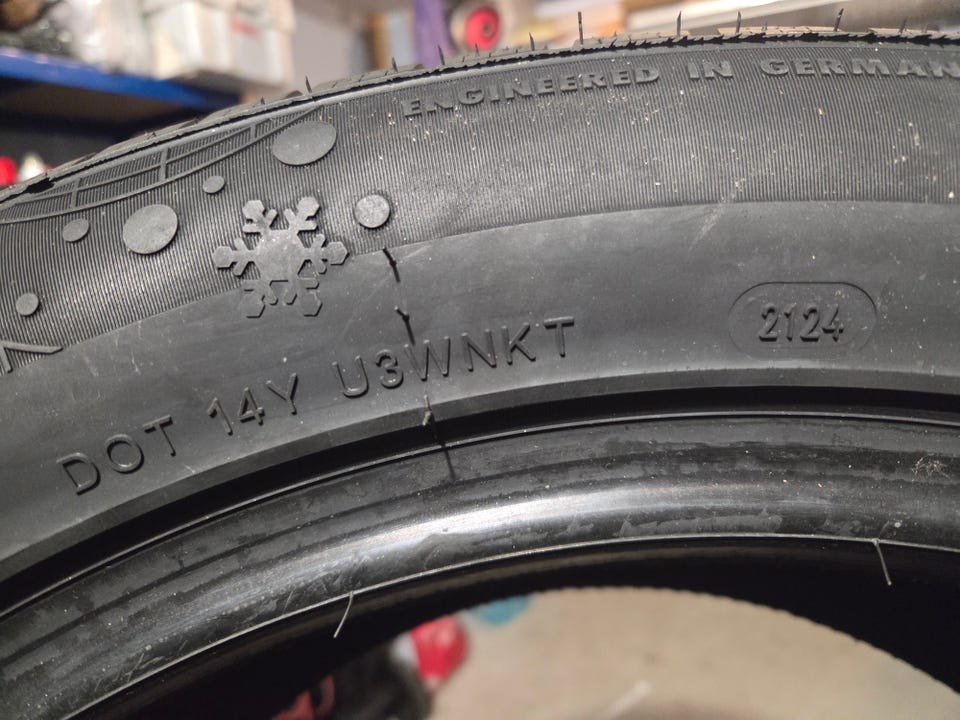 ENGINEERED IN GERMAN
2124
DOT 14Y U3WNKT